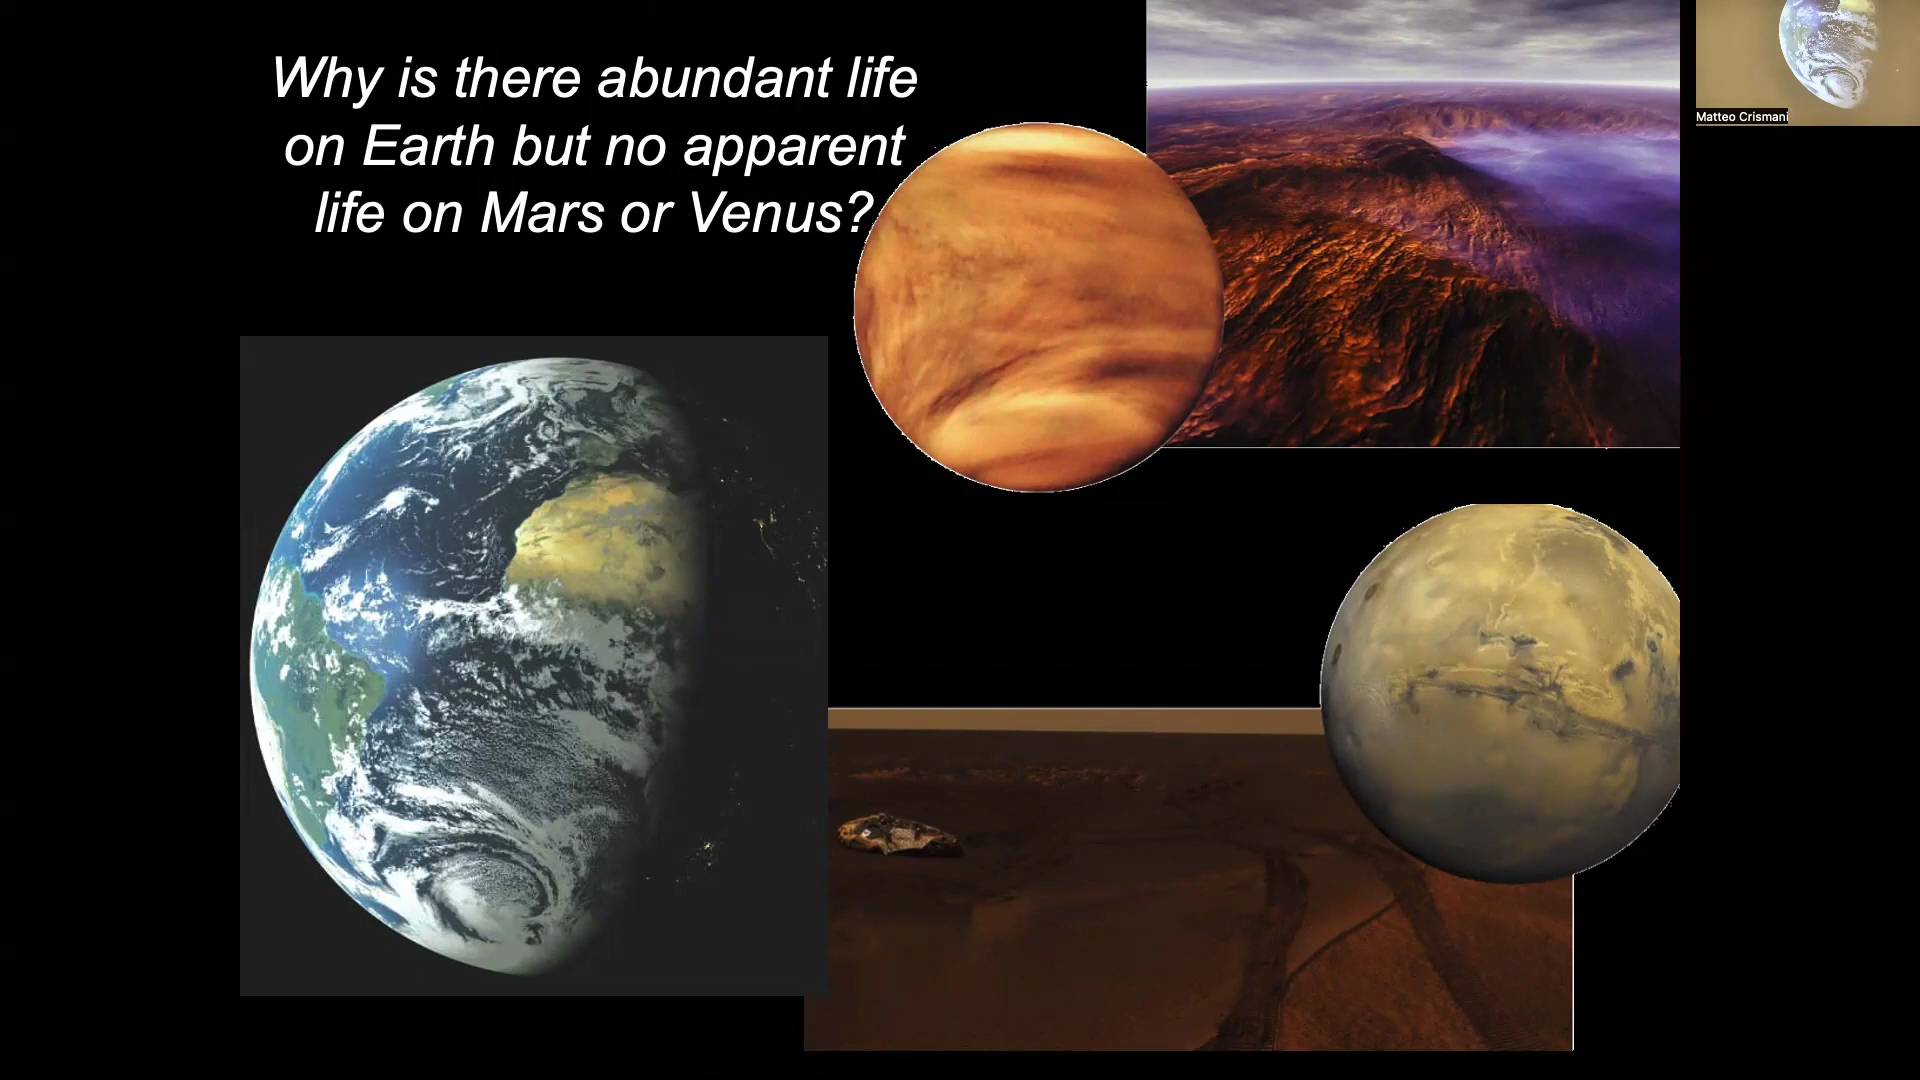 Why is there abundant life
on Earth but no apparent
life on Mars or Venus?
Matteo Crismani